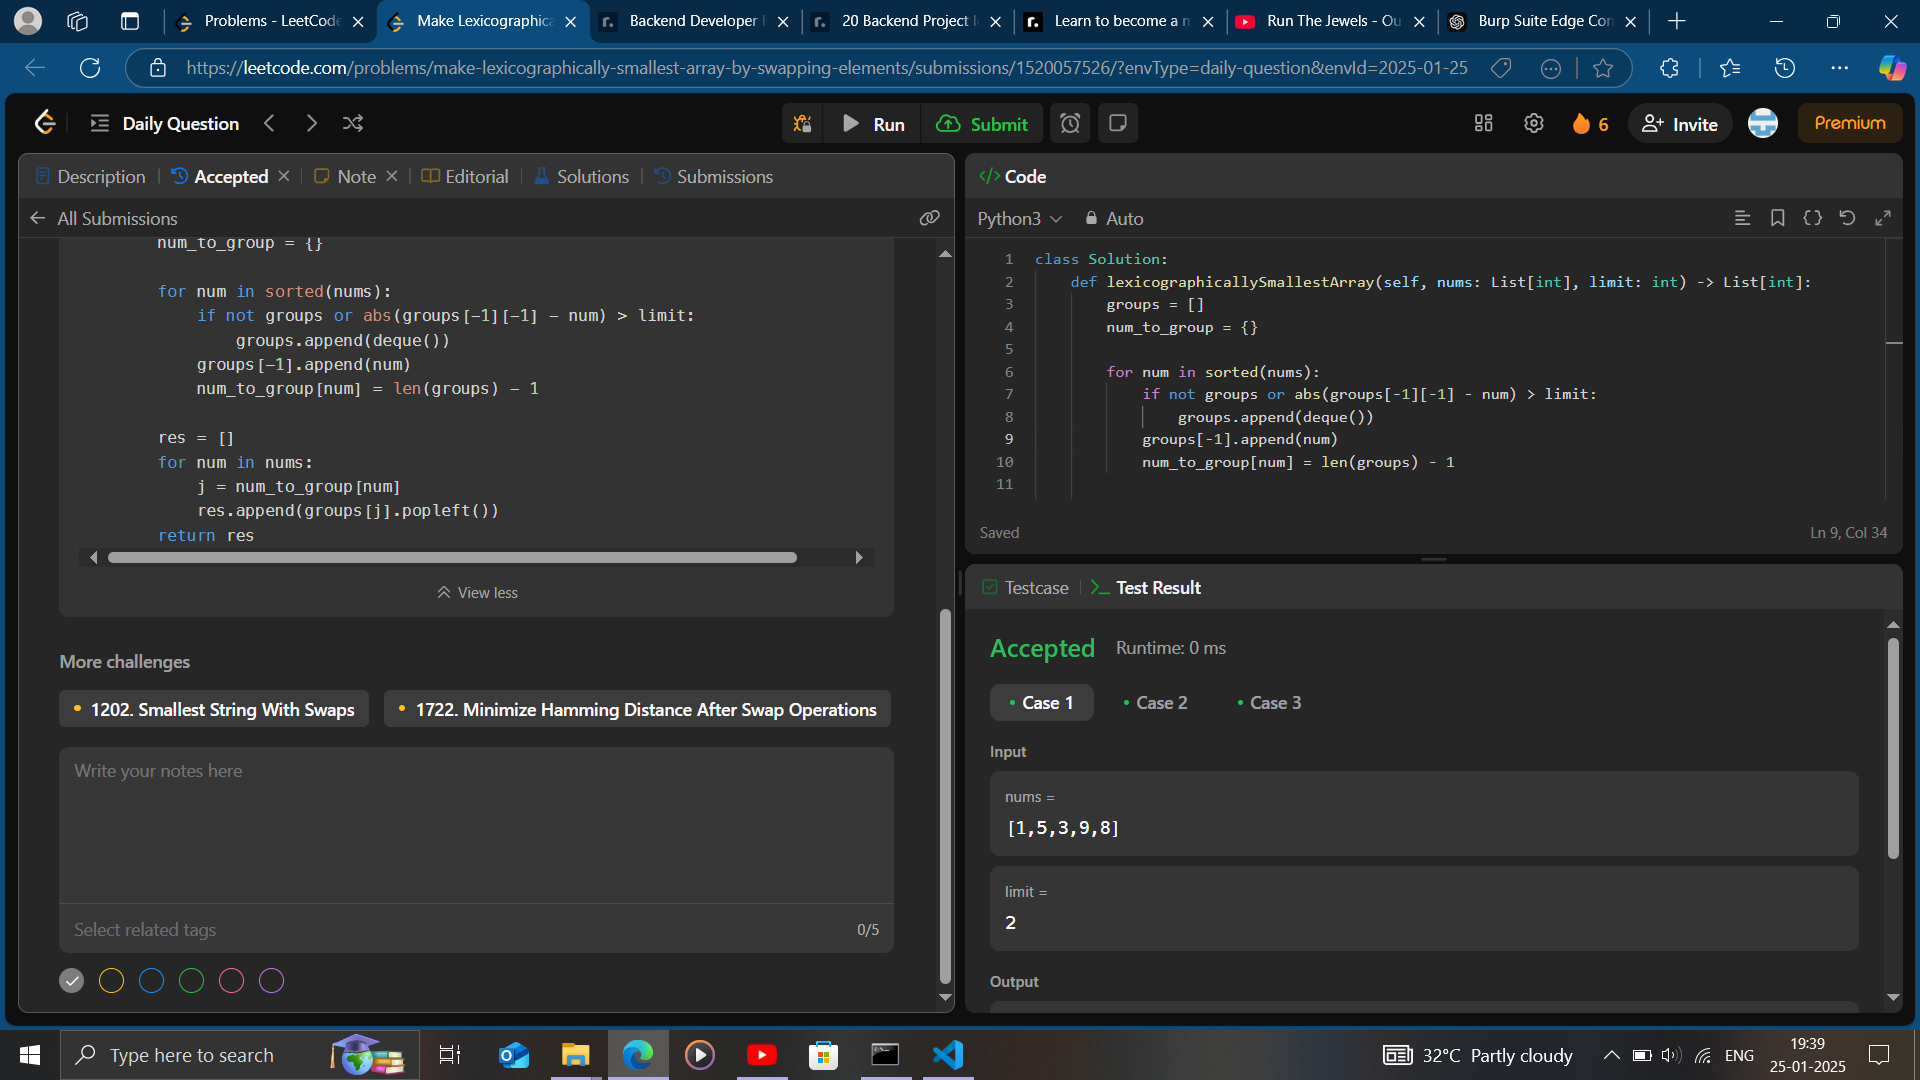 Problems - LeetCode
Make Lexicographica
Backend Developer
20 Backend Project I
Learn to become a m
Run The Jewels - Ou
Burp Suite Edge Con
https://leetcode.com/problems/make-lexicographically-smallest-array-by-swapping-elements/submissions/1520057526/?envType=daily-question&envId=2025-01-25
Daily Question
Run
Submit
6
Invite
Premium
Description
Accepted
Note
Editorial
Solutions
Submissions
All Submissions
num_to_group = {}
for num in sorted(nums):
if not groups or abs(groups[-1][-1] - num) > limit:
groups.append(deque())
groups[-1].append(num)
num_to_group[num] = len(groups) - 1
res = []
for num in nums:
j = num_to_group[num]
res.append(groups[j].popleft())
return res
View less
More challenges
1202. Smallest String With Swaps
1722. Minimize Hamming Distance After Swap Operations
Write your notes here
Select related tags
0/5
</> Code
Python3
Auto
1 class Solution:
2 def lexicographicallySmallestArray(self, nums: List[int], limit: int) -> List[int]:
3 groups = []
4 num_to_group = {}
5
6 for num in sorted(nums):
7 if not groups or abs(groups[-1][-1] - num) > limit:
8 groups.append(deque())
9 groups[-1].append(num)
10 num_to_group[num] = len(groups) - 1
11
Saved
Ln 9, Col 34
Testcase
Test Result
Accepted
Runtime: 0 ms
Case 1
Case 2
Case 3
Input
nums =
[1,5,3,9,8]
limit =
2
Output
Type here to search
32°C Partly cloudy
ENG
19:39
25-01-2025